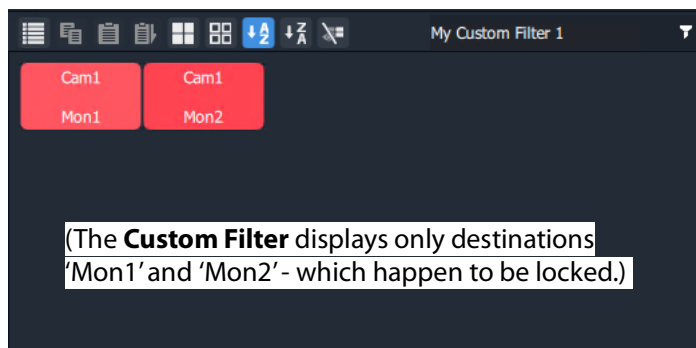 My Custom Filter 1
Cam1 Cam1
Mon1 Mon2
(The Custom Filter displays only destinations
‘Mon1’ and ‘Mon2’ - which happen to be locked.)